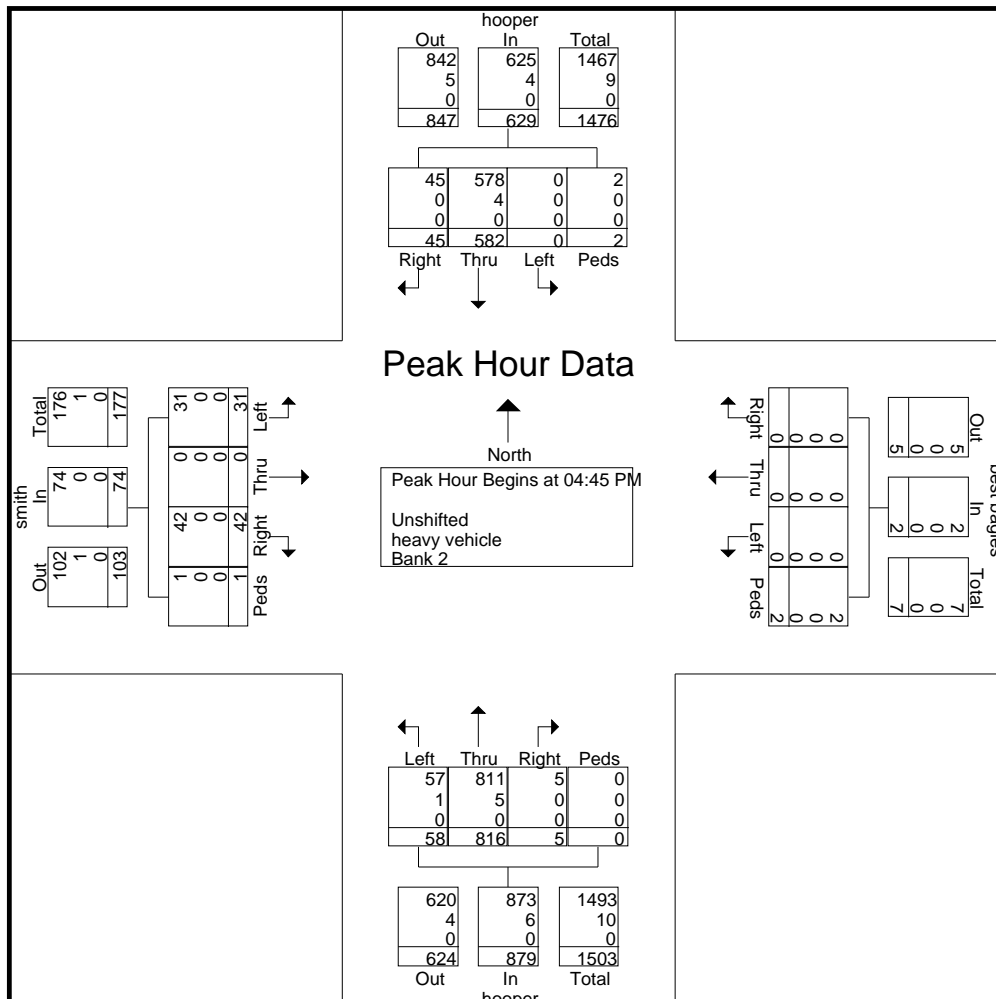 hooper
Out In Total
842 625 1467
5 4 9
0 0 0
847 629 1476
45 578 0 2
0 4 0 0
0 0 0 0
45 582 0 2
Right Thru Left Peds
Peak Hour Data
North
Peak Hour Begins at 04:45 PM
Unshifted
heavy vehicle
Bank 2
smith
Out In Total
102 74 176
1 0 1
0 0 0
103 74 177
1 42 0 31
0 0 0 0
0 0 0 0
1 42 0 31
Peds Right Thru Left
best bagles
Out In Total
5 2 7
0 0 0
0 0 0
5 2 7
0 0 0 2
0 0 0 0
0 0 0 0
0 0 0 2
Right Thru Left Peds
Left Thru Right Peds
57 811 5 0
1 5 0 0
0 0 0 0
58 816 5 0
620 873 1493
4 6 10
0 0 0
624 879 1503
Out In Total
hooper